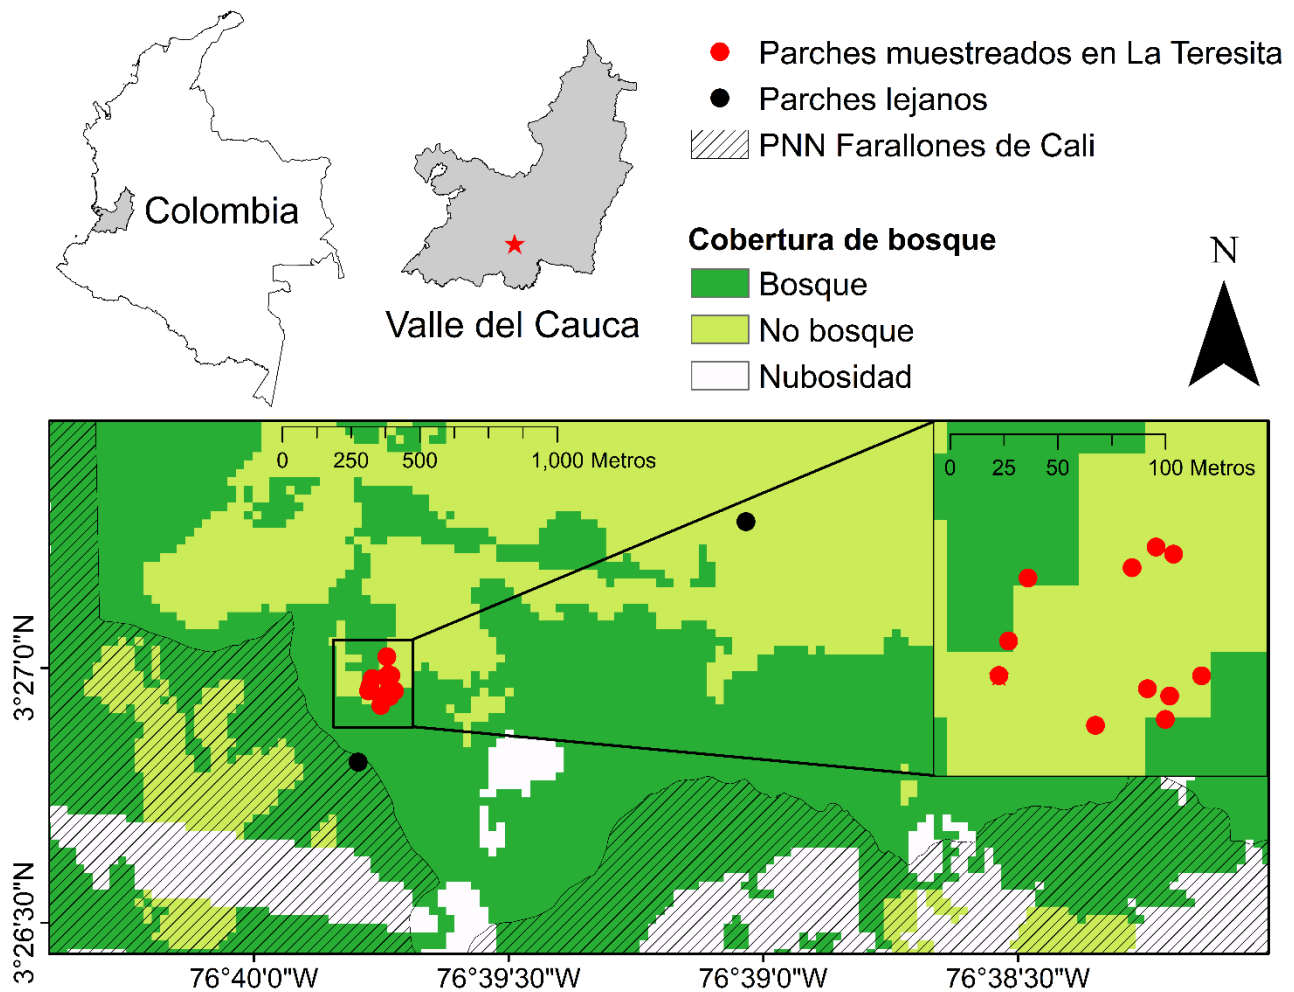 Parches muestreados en La Teresita
Parches lejanos
PNN Farallones de Cali
Colombia
Valle del Cauca
Cobertura de bosque
Bosque
No bosque
Nubosidad
N
0 250 500 1,000 Metros
0 25 50 100 Metros
3°27'0"N
3°26'30"N
76°40'0"W 76°39'30"W 76°39'0"W 76°38'30"W